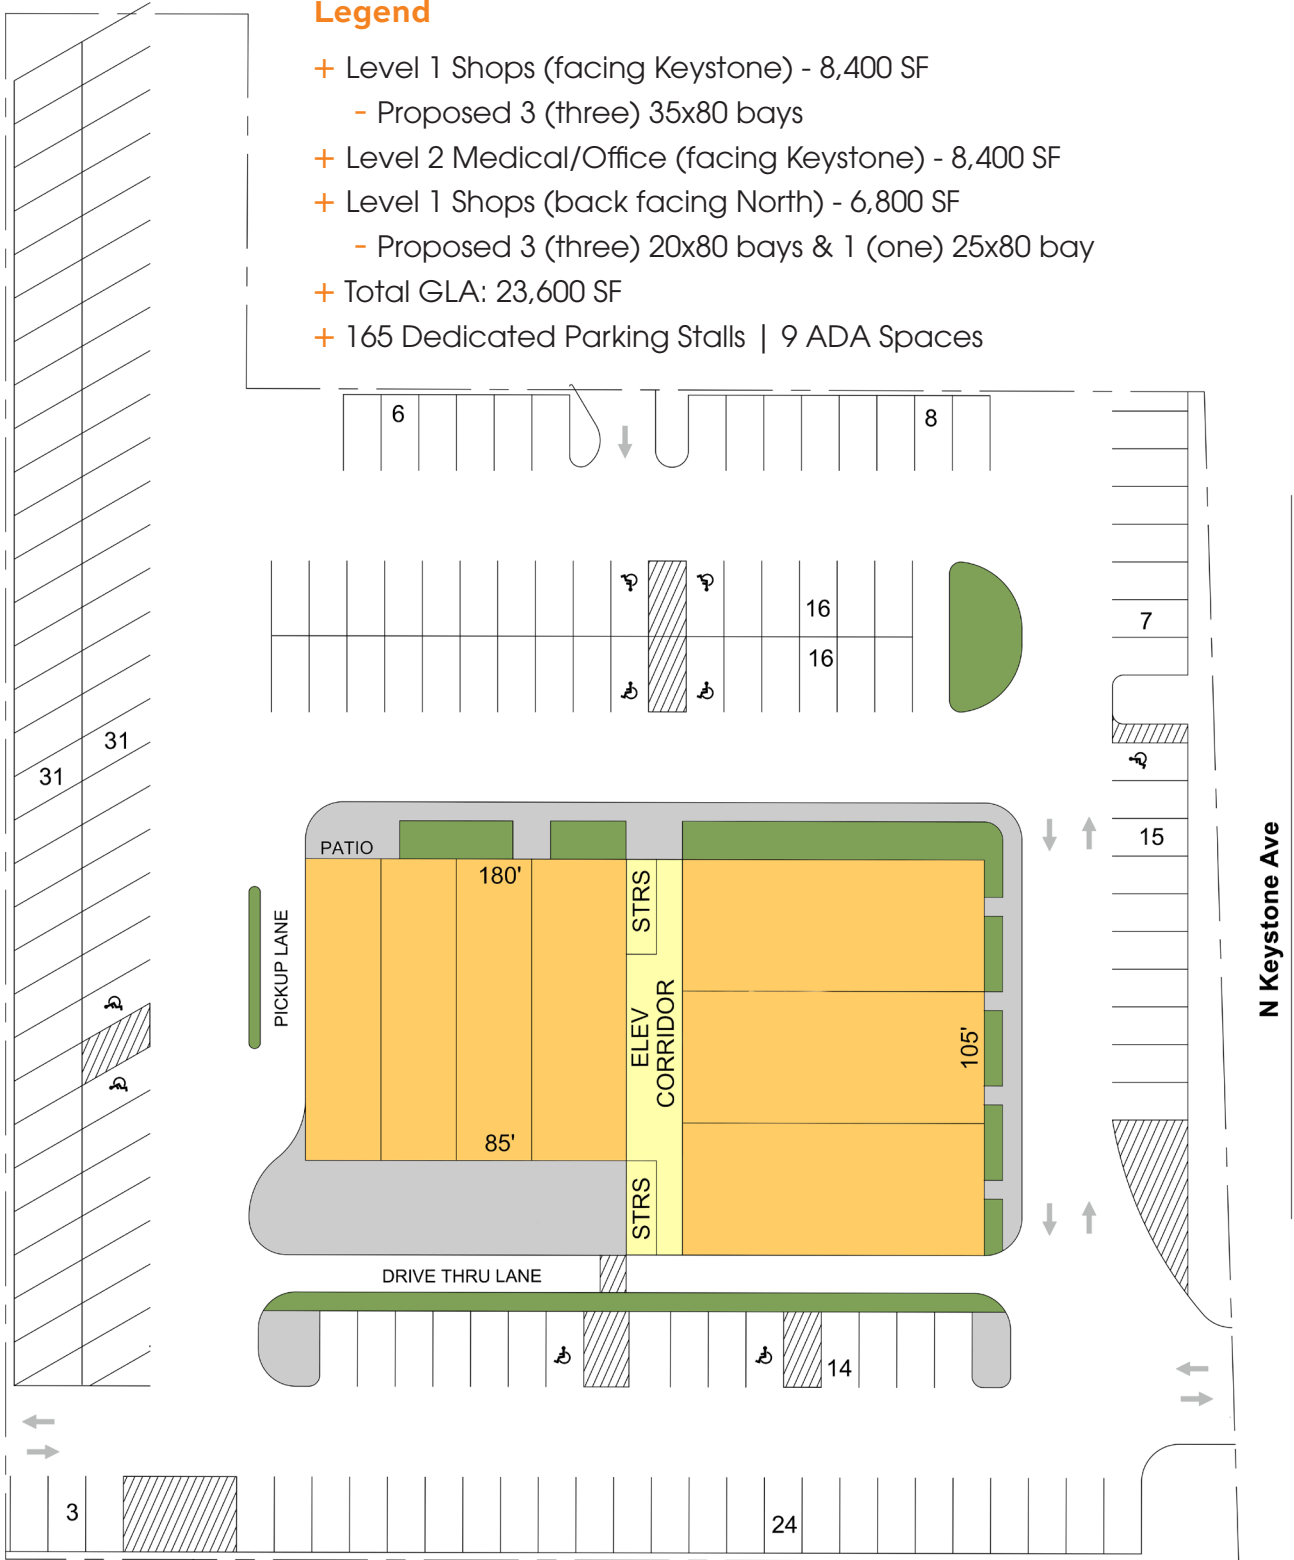 Legend
+ Level 1 Shops (facing Keystone) - 8,400 SF
- Proposed 3 (three) 35x80 bays
+ Level 2 Medical/Office (facing Keystone) - 8,400 SF
+ Level 1 Shops (back facing North) - 6,800 SF
- Proposed 3 (three) 20x80 bays & 1 (one) 25x80 bay
+ Total GLA: 23,600 SF
+ 165 Dedicated Parking Stalls | 9 ADA Spaces
6
8
16
7
16
31
31
15
PATIO
180'
STRS
PICKUP LANE
ELEV
CORRIDOR
105'
N Keystone Ave
85'
STRS
DRIVE THRU LANE
14
3
24